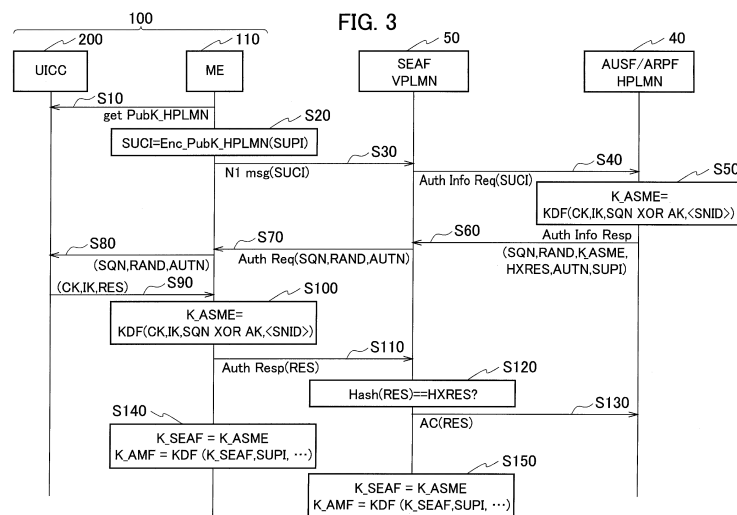 FIG. 3
100
200
110
50
40
UICC
ME
SEAF
VPLMN
AUSF/ARPF
HPLMN
S10
get PubK_HPLMN
S20
SUCI=Enc_PubK_HPLMN(SUPI)
S30
N1 msg(SUCI)
S40
Auth Info Req(SUCI)
S50
K_ASME=
KDF(CK,IK,SQN XOR AK,<SNID>)
S60
Auth Info Resp
(SQN,RAND,K_ASME,
HXRES,AUTN,SUPI)
S70
Auth Req(SQN,RAND,AUTN)
S80
(SQN,RAND,AUTN)
S90
(CK,IK,RES)
S100
K_ASME=
KDF(CK,IK,SQN XOR AK,<SNID>)
S110
Auth Resp(RES)
S120
Hash(RES)==HXRES?
S130
AC(RES)
S140
K_SEAF = K_ASME
K_AMF = KDF (K_SEAF,SUPI, ⋯)
S150
K_SEAF = K_ASME
K_AMF = KDF (K_SEAF,SUPI, ⋯)